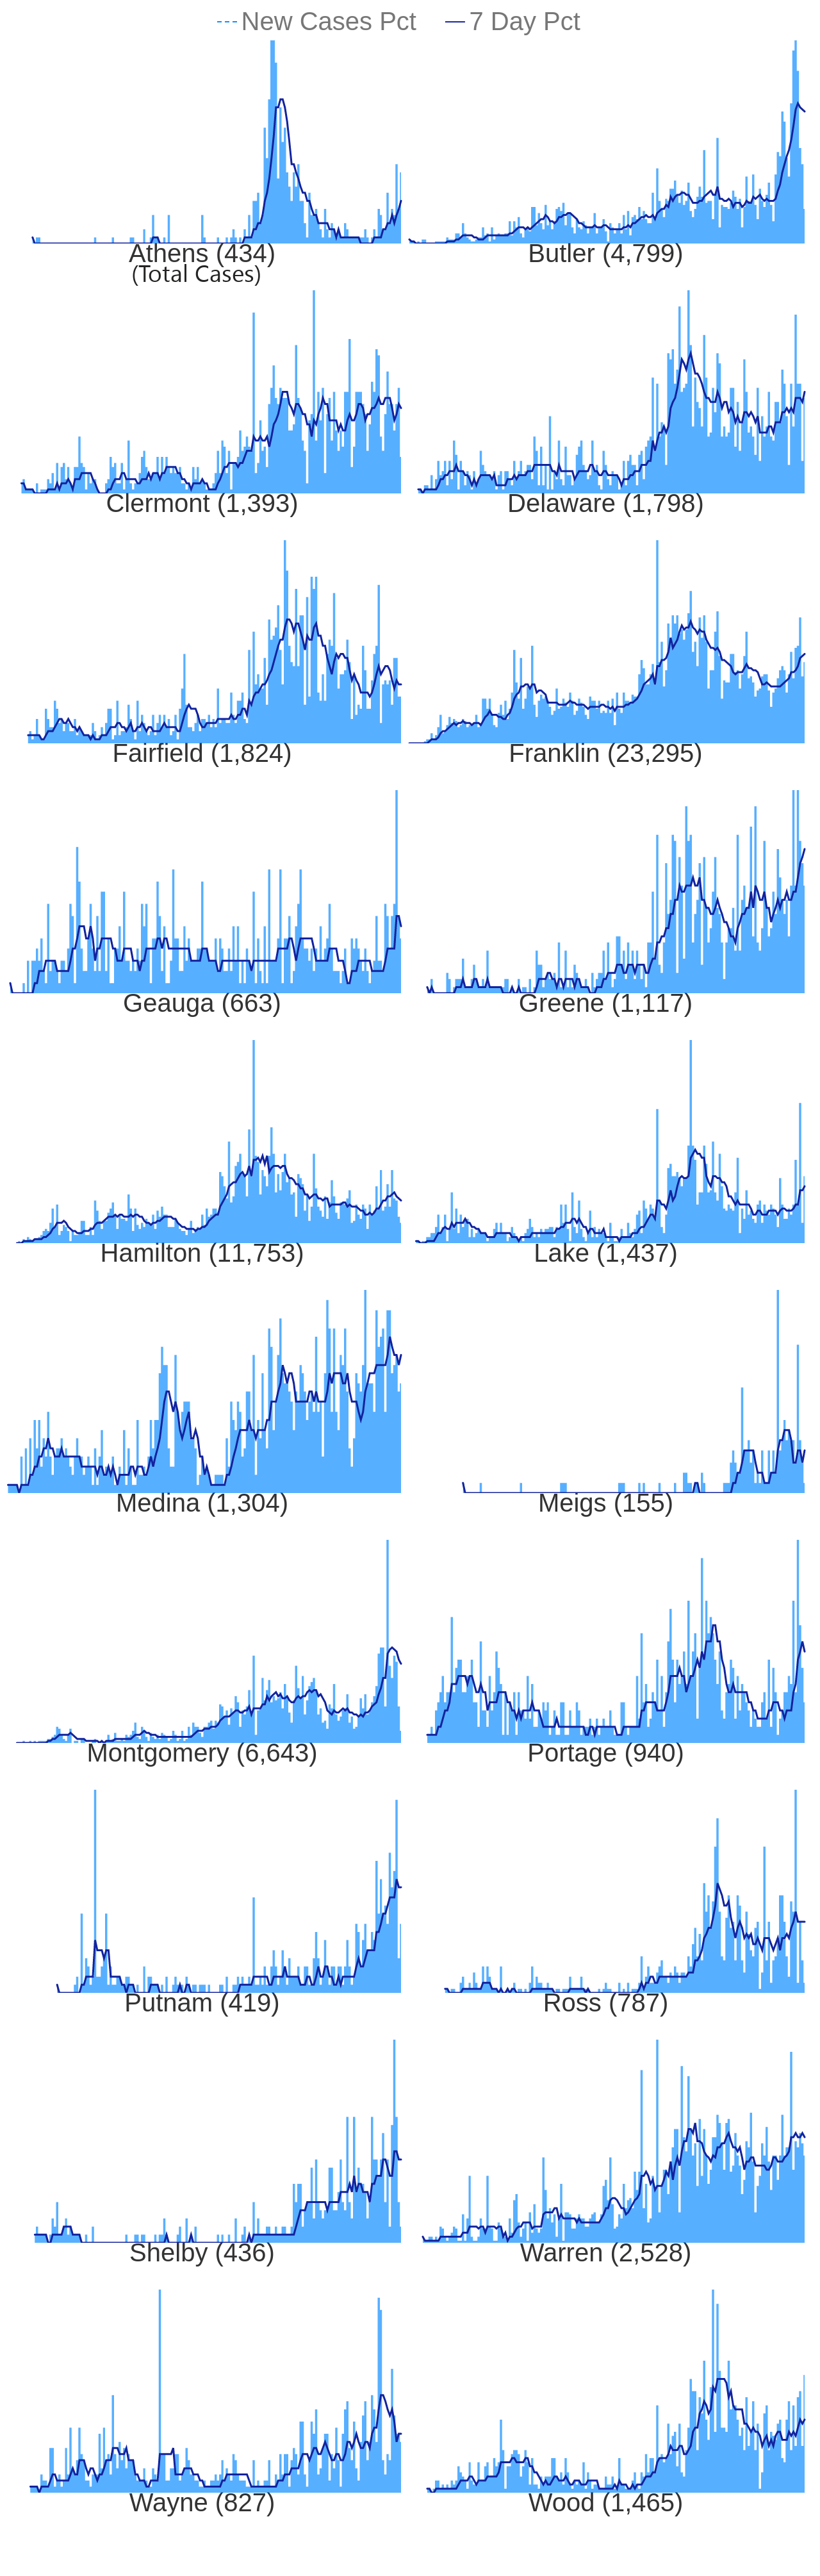 New Cases Pct 7 Day Pct
Athens (434) Butler (4,799)
(Total Cases)
Clermont (1,393) Delaware (1,798)
Fairfield (1,824) Franklin (23,295)
Geauga (663) Greene (1,117)
Hamilton (11,753) Lake (1,437)
Medina (1,304) Meigs (155)
Montgomery (6,643) Portage (940)
Putnam (419) Ross (787)
Shelby (436) Warren (2,528)
Wayne (827) Wood (1,465)